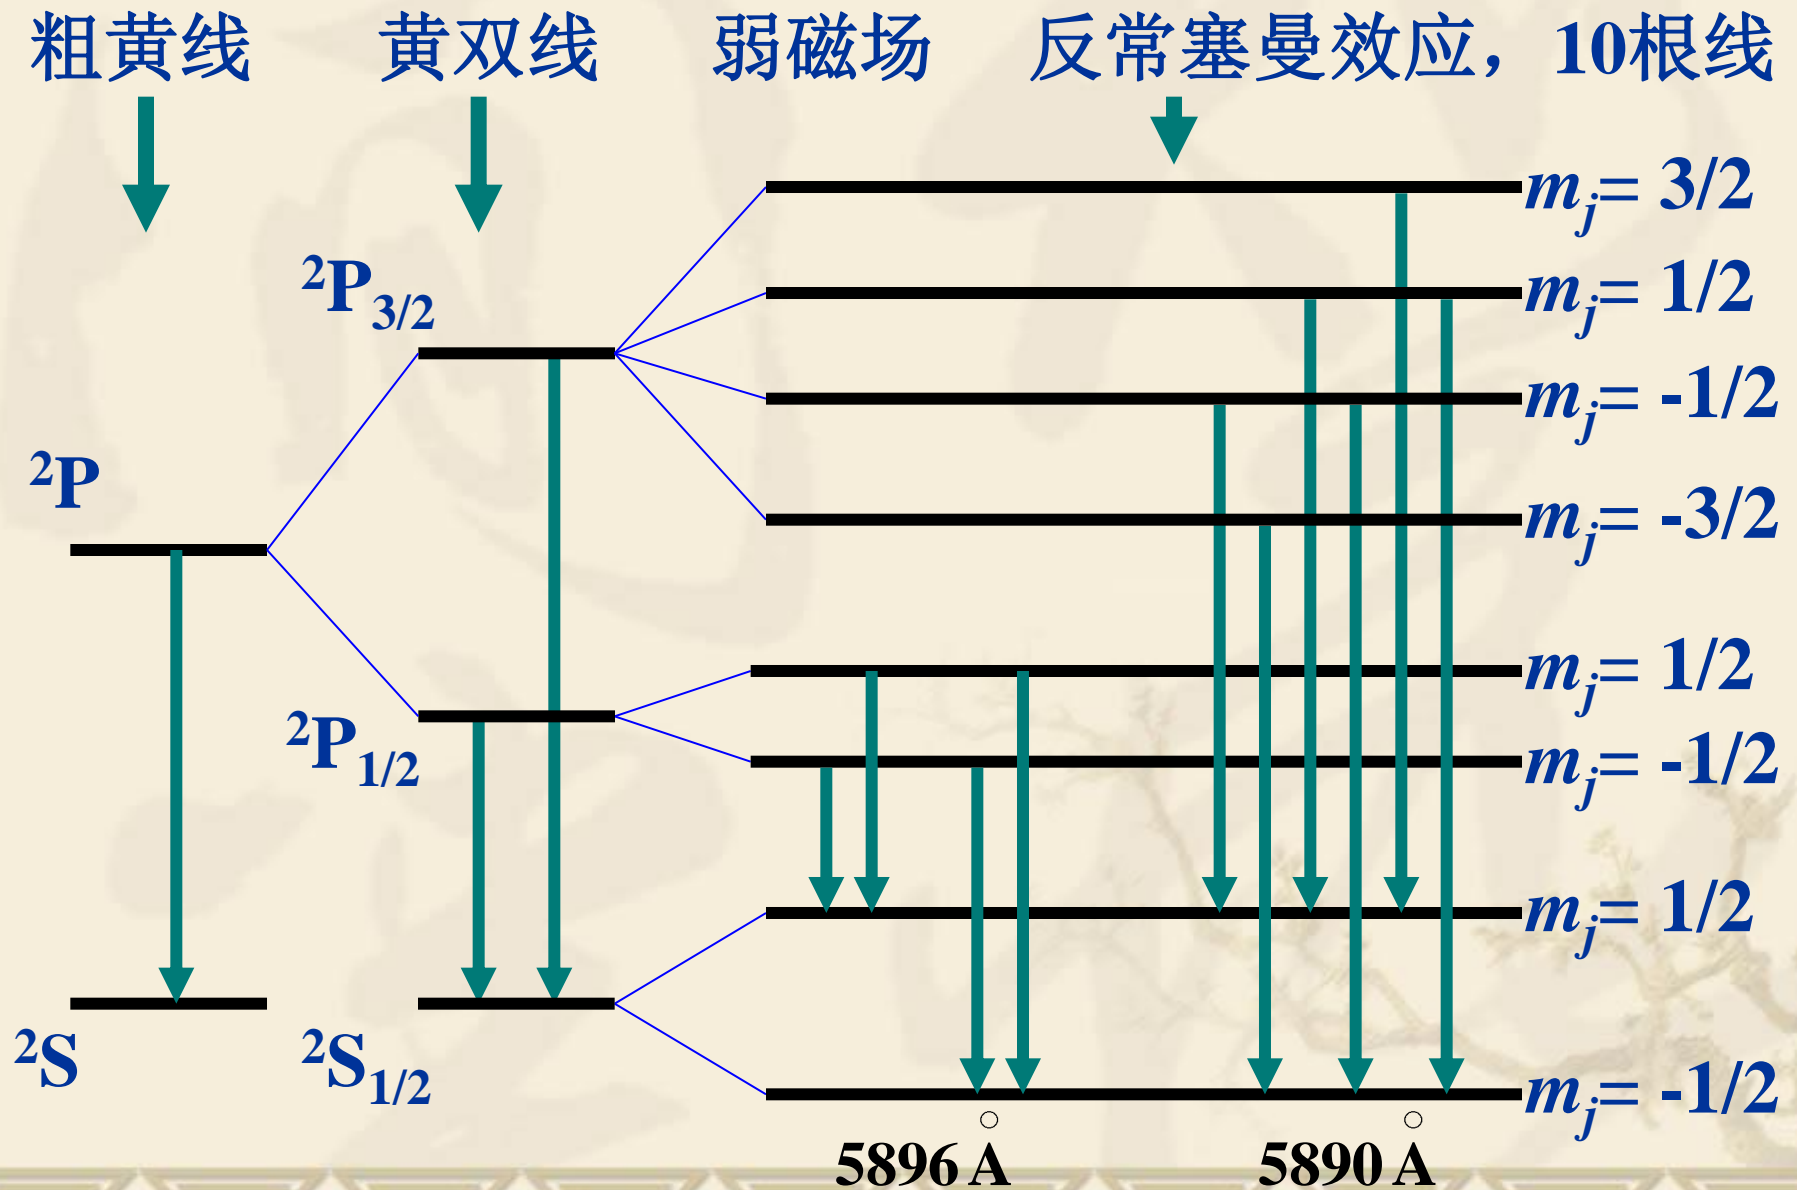 粗黄线 黄双线 弱磁场 反常塞曼效应，10根线
mj= 3/2
²P3/2
mj= 1/2
mj= -1/2
²P
mj= -3/2
mj= 1/2
²P1/2
mj= -1/2
mj= 1/2
²S ²S1/2
mj= -1/2
5896 Å 5890 Å